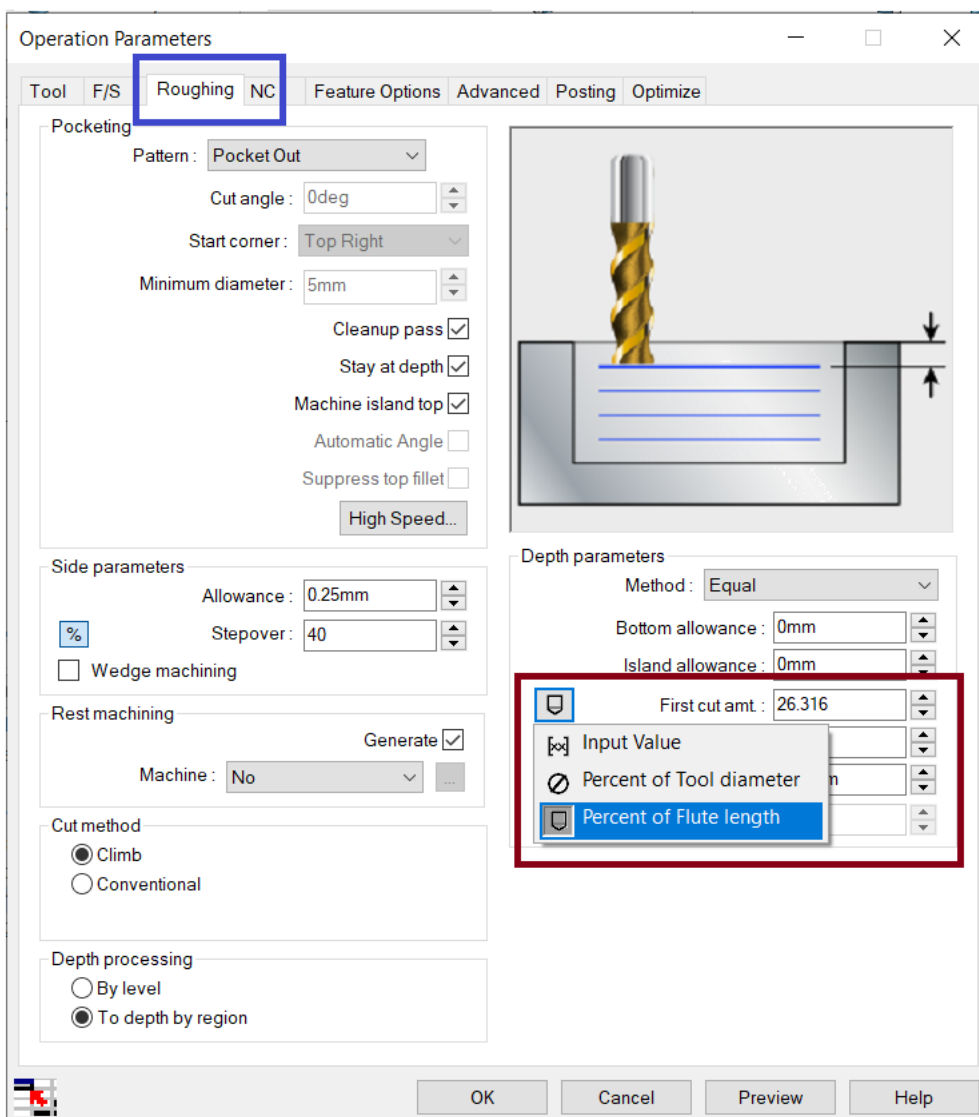 Operation Parameters
Tool F/S Roughing NC Feature Options Advanced Posting Optimize
Pocketing
Pattern : Pocket Out
Cut angle : 0deg
Start corner : Top Right
Minimum diameter : 5mm
Cleanup pass
Stay at depth
Machine island top
Automatic Angle
Suppress top fillet
High Speed...
Side parameters
Allowance : 0.25mm
% Stepover : 40
Wedge machining
Rest machining
Generate
Machine : No ...
Cut method
Climb
Conventional
Depth processing
By level
To depth by region
Depth parameters
Method : Equal
Bottom allowance : 0mm
Island allowance : 0mm
First cut amt. : 26.316
[xx] Input Value
Percent of Tool diameter
Percent of Flute length
OK Cancel Preview Help